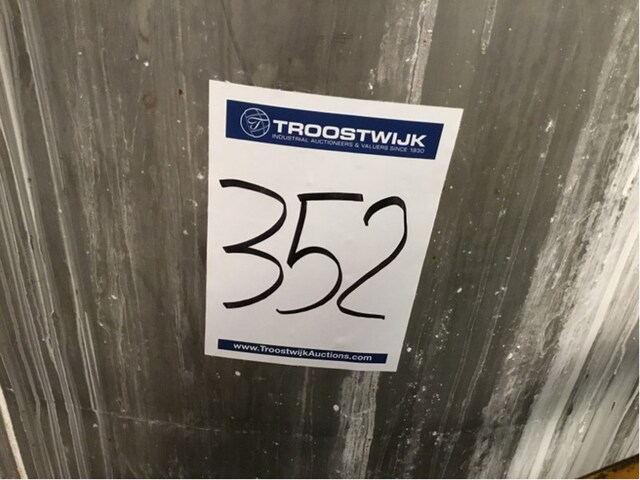 TROOSTWIJK
INDUSTRIAL AUCTIONEERS & VALUERS SINCE 1930
352
www.TroostwijkAuctions.com